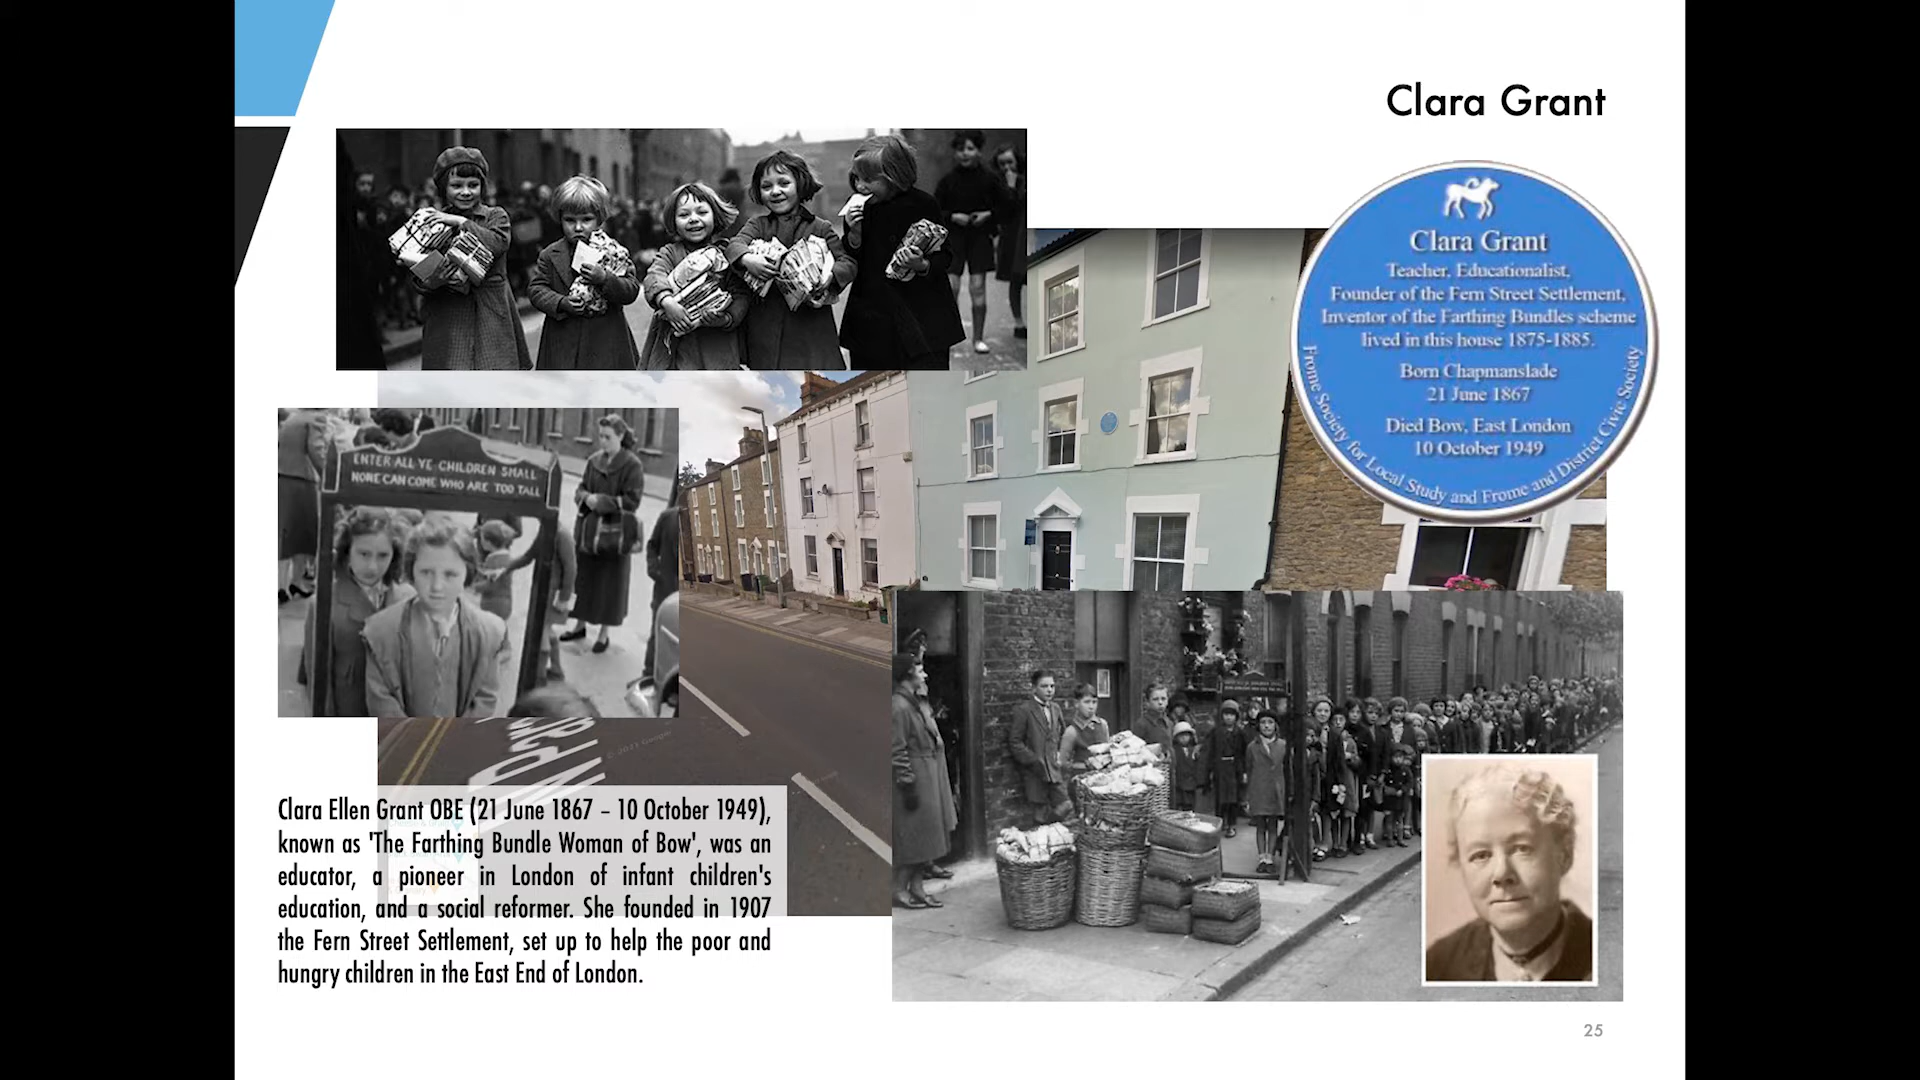 Clara Grant
Clara Grant
Teacher, Educationalist,
Founder of the Fern Street Settlement,
Inventor of the Farthing Bundles scheme
lived in this house 1875-1885.
Born Chapmanslade
21 June 1867
Died Bow, East London
10 October 1949
Frome Society for Local Study and Frome and District Civic Society
ENTER ALL YE CHILDREN SMALL
NONE CAN COME WHO ARE TOO TALL
Clara Ellen Grant OBE (21 June 1867 – 10 October 1949),
known as 'The Farthing Bundle Woman of Bow', was an
educator, a pioneer in London of infant children's
education, and a social reformer. She founded in 1907
the Fern Street Settlement, set up to help the poor and
hungry children in the East End of London.
25